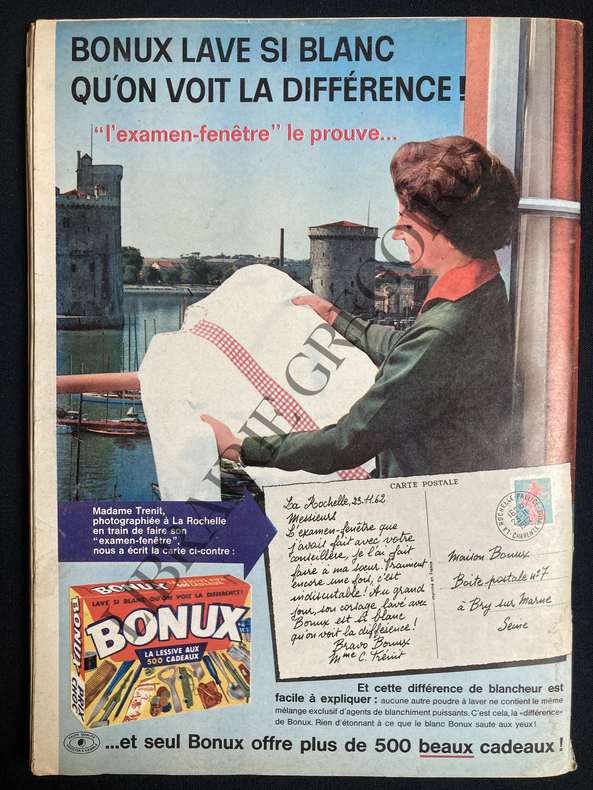 BONUX LAVE SI BLANC
QU'ON VOIT LA DIFFÉRENCE !
“l'examen-fenêtre” le prouve...
LIBRAIRIE GREGOIRE
Madame Trenit,
photographiée à La Rochelle
en train de faire son
“examen-fenêtre”,
nous a écrit la carte ci-contre :
CARTE POSTALE
La Rochelle, 23.11.62
Messieurs
L'examen-fenêtre que
j'avais fait avec votre
conseillère, je l'ai fait
faire à ma sœur. Vraiment
encore une fois, c'est
indiscutable ! Au grand
jour, son corsage lavé avec
Bonux est si blanc
qu'on voit la différence !
Bravo Bonux
Mme C. Trénit
Maison Bonux
Boîte postale n°7
à Bry sur Marne
Seine
BONUX
LAVE SI BLANC QU'ON VOIT LA DIFFÉRENCE !
BONUX
LA LESSIVE AUX
500 CADEAUX
BONUX
Et cette différence de blancheur est
facile à expliquer : aucune autre poudre à laver ne contient le même
mélange exclusif d'agents de blanchiment puissants. C'est cela, la «différence»
de Bonux. Rien d'étonnant à ce que le blanc Bonux saute aux yeux !
...et seul Bonux offre plus de 500 beaux cadeaux !